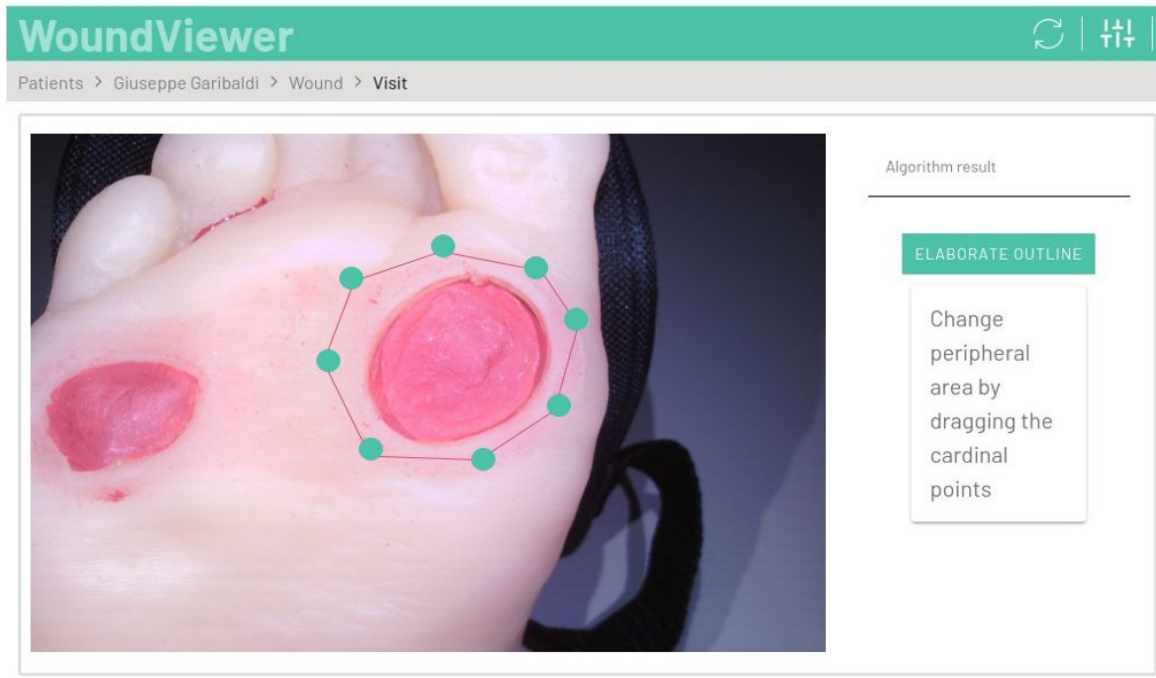 WoundViewer
Patients > Giuseppe Garibaldi > Wound > Visit
Algorithm result
ELABORATE OUTLINE
Change
peripheral
area by
dragging the
cardinal
points